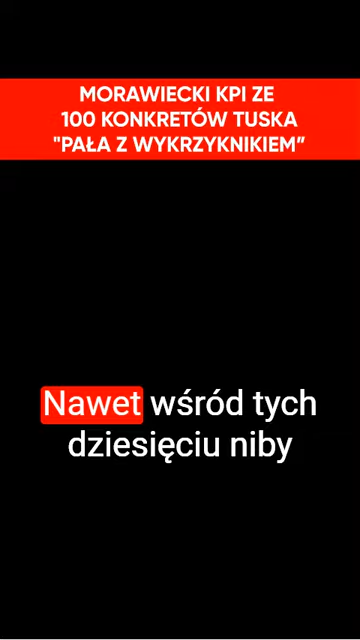 MORAWIECKI KPI ZE
100 KONKRETÓW TUSKA
"PAŁA Z WYKRZYKNIKIEM”
Nawet wśród tych
dziesięciu niby